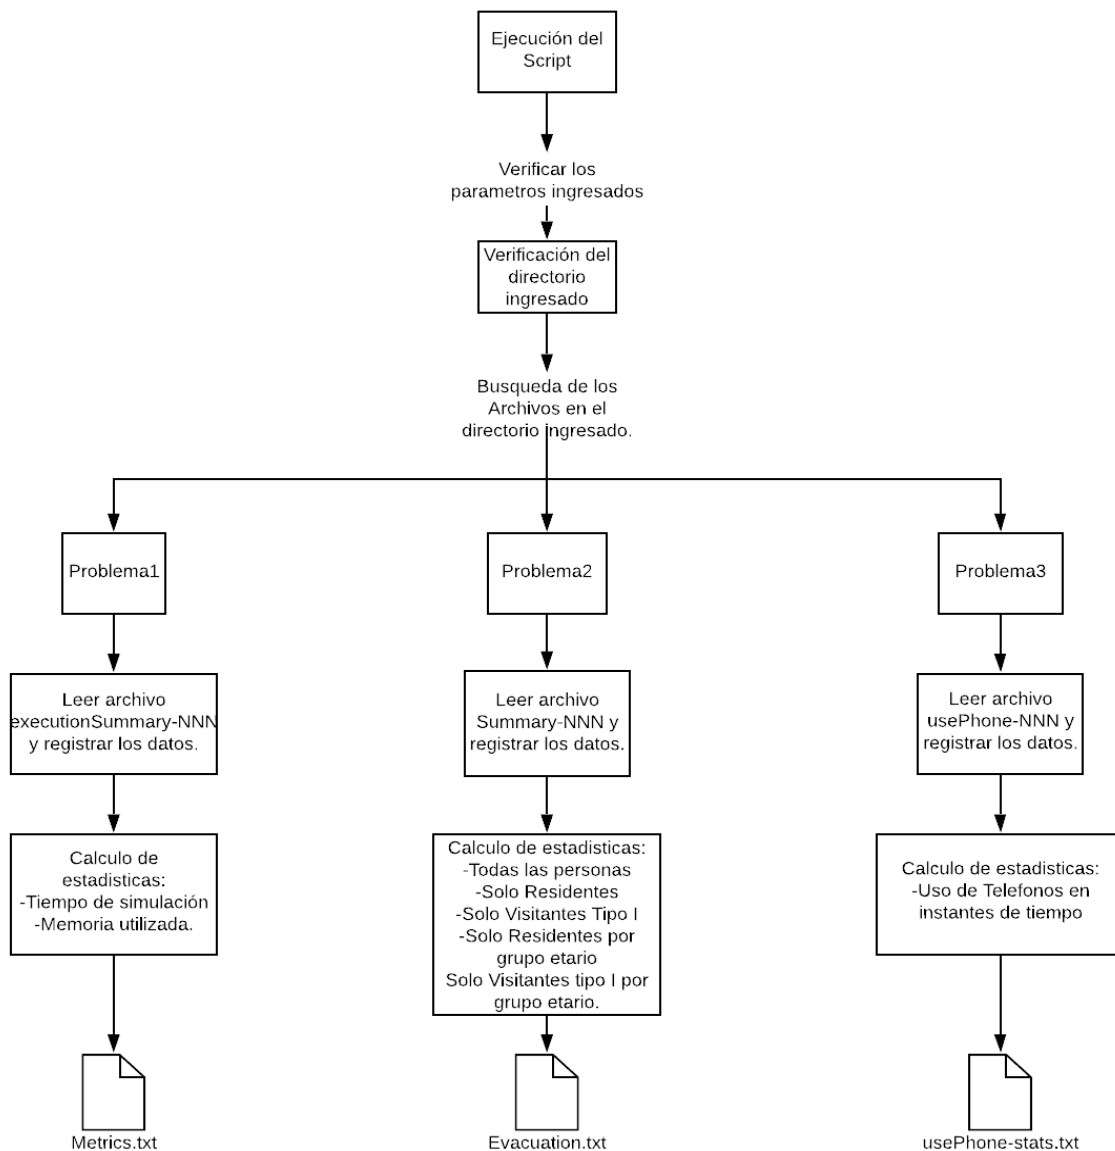 Ejecución del
Script
Verificar los
parametros ingresados
Verificación del
directorio
ingresado
Busqueda de los
Archivos en el
directorio ingresado.
Problema1
Problema2
Problema3
Leer archivo
executionSummary-NNN
y registrar los datos.
Leer archivo
Summary-NNN y
registrar los datos.
Leer archivo
usePhone-NNN y
registrar los datos.
Calculo de
estadisticas:
-Tiempo de simulación
-Memoria utilizada.
Calculo de estadisticas:
-Todas las personas
-Solo Residentes
-Solo Visitantes Tipo I
-Solo Residentes por
grupo etario
Solo Visitantes tipo I por
grupo etario.
Calculo de estadisticas:
-Uso de Telefonos en
instantes de tiempo
Metrics.txt
Evacuation.txt
usePhone-stats.txt